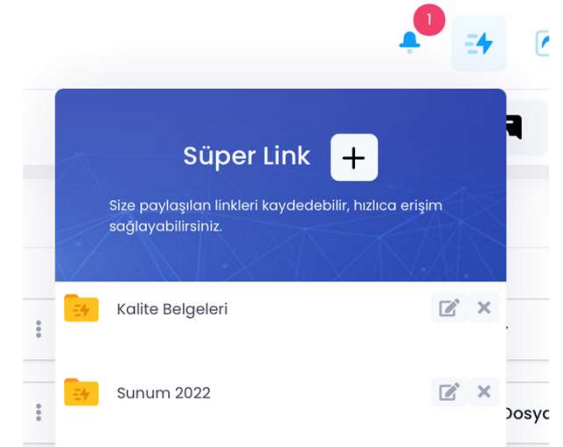 1
Süper Link
Size paylaşılan linkleri kaydedebilir, hızlıca erişim
sağlayabilirsiniz.
Kalite Belgeleri
Sunum 2022